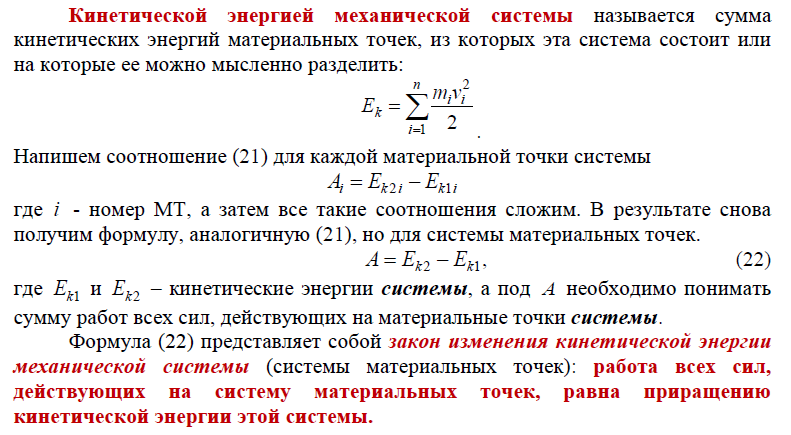 Кинетической энергией механической системы называется сумма
кинетических энергий материальных точек, из которых эта система состоит или
на которые ее можно мысленно разделить:
$E_k = \sum_{i=1}^{n} \frac{m_i v_i^2}{2}$.
Напишем соотношение (21) для каждой материальной точки системы
$A_i = E_{k2i} - E_{k1i}$
где $i$ - номер МТ, а затем все такие соотношения сложим. В результате снова
получим формулу, аналогичную (21), но для системы материальных точек.
$A = E_{k2} - E_{k1}$, (22)
где $E_{k1}$ и $E_{k2}$ – кинетические энергии системы, а под $A$ необходимо понимать
сумму работ всех сил, действующих на материальные точки системы.
Формула (22) представляет собой закон изменения кинетической энергии
механической системы (системы материальных точек): работа всех сил,
действующих на систему материальных точек, равна приращению
кинетической энергии этой системы.